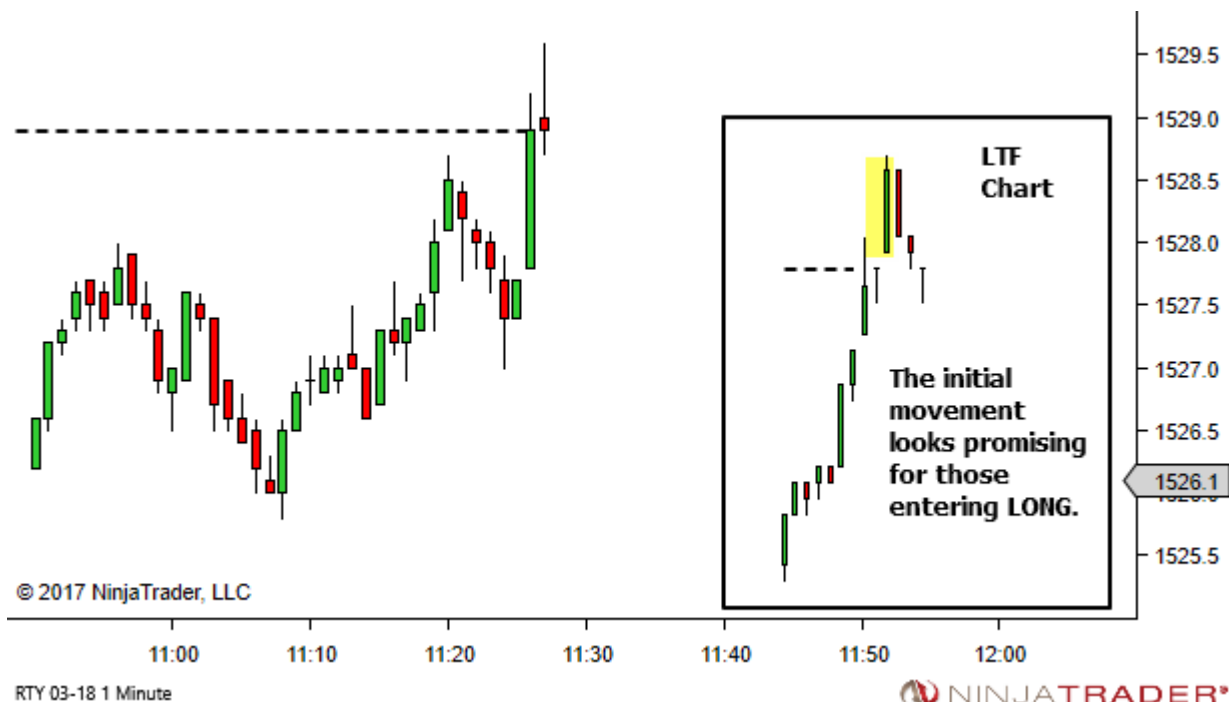 1529.5
1529.0
LTF
Chart
1528.5
1528.0
1527.5
1527.0
The initial
movement
looks promising
for those
entering LONG.
1526.5
1526.1
1525.5
© 2017 NinjaTrader, LLC
11:00 11:10 11:20 11:30 11:40 11:50 12:00
RTY 03-18 1 Minute
NINJATRADER®